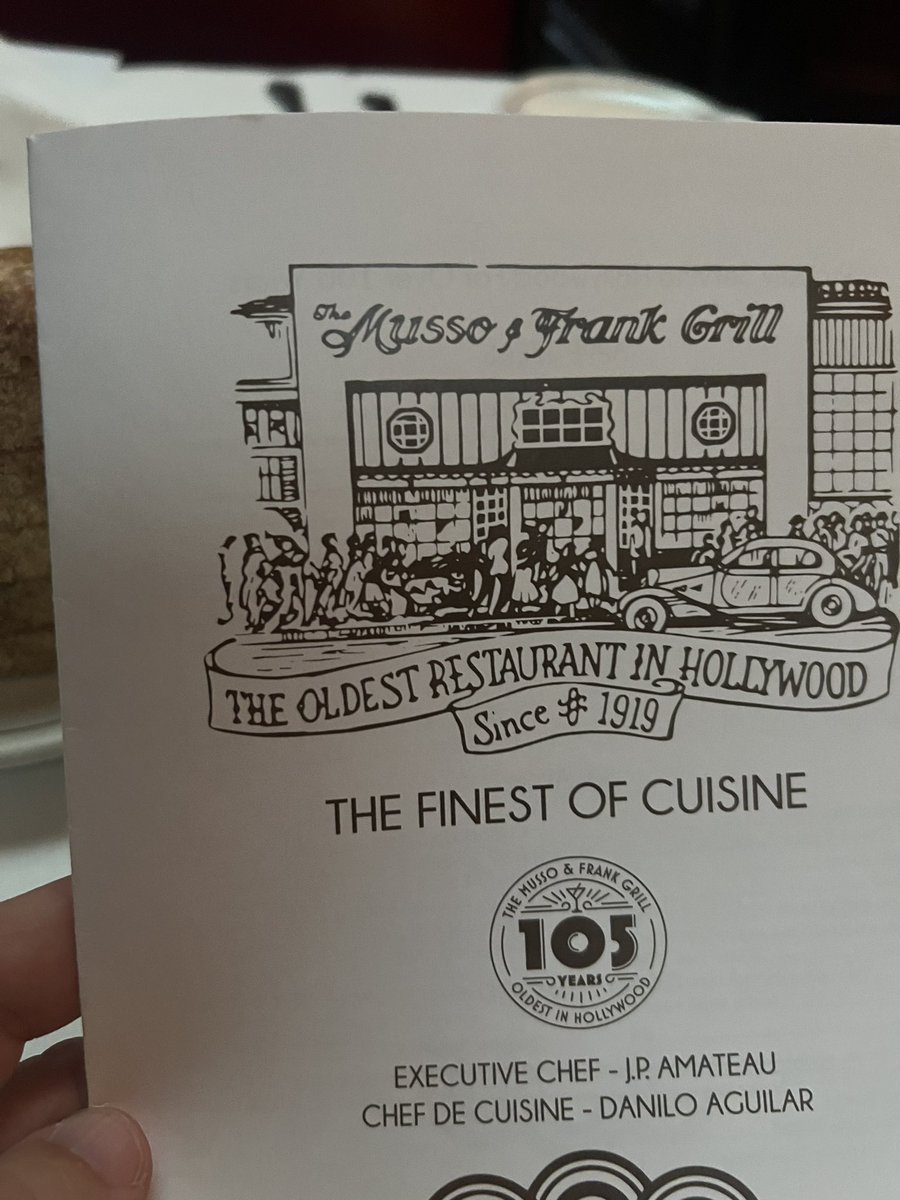 The Musso & Frank Grill
THE OLDEST RESTAURANT IN HOLLYWOOD
Since 1919
THE FINEST OF CUISINE
THE MUSSO & FRANK GRILL
105
YEARS
OLDEST IN HOLLYWOOD
EXECUTIVE CHEF - J.P. AMATEAU
CHEF DE CUISINE - DANILO AGUILAR